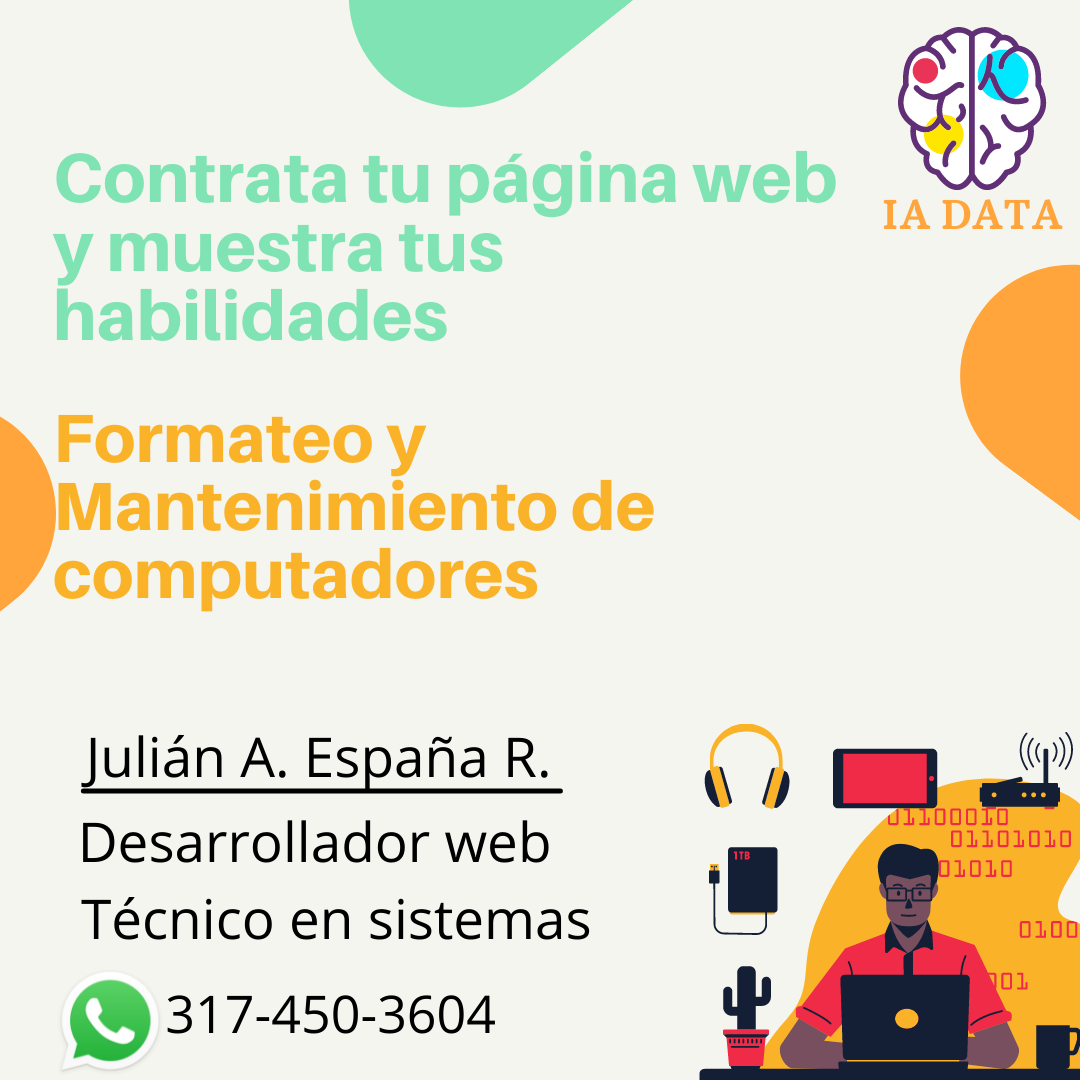 IA DATA
Contrata tu página web
y muestra tus
habilidades
Formateo y
Mantenimiento de
computadores
Julián A. España R.
Desarrollador web
Técnico en sistemas
317-450-3604
1TB
01100010
01101010
01010
0100
001